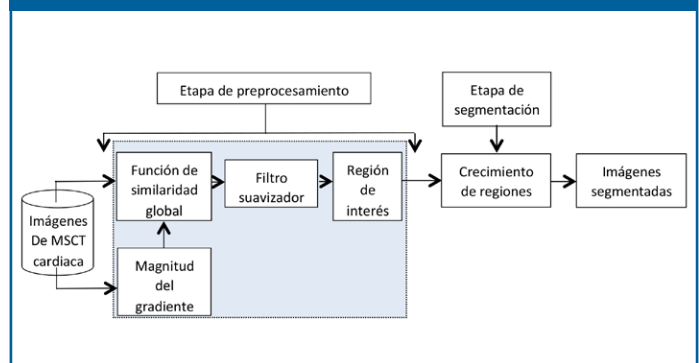 Etapa de preprocesamiento
Etapa de
segmentación
Función de
similaridad
global
Filtro
suavizador
Región
de
interés
Crecimiento
de regiones
Imágenes
segmentadas
Imágenes
De MSCT
cardiaca
Magnitud
del
gradiente